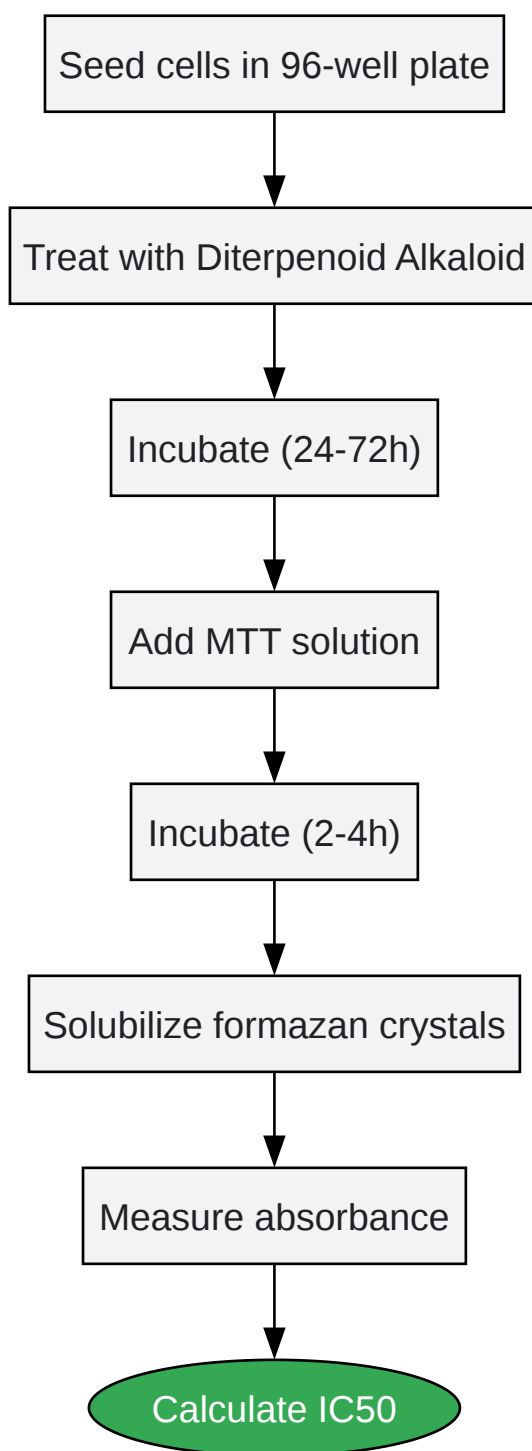 Seed cells in 96-well plate
Treat with Diterpenoid Alkaloid
Incubate (24-72h)
Add MTT solution
Incubate (2-4h)
Solubilize formazan crystals
Measure absorbance
Calculate IC50